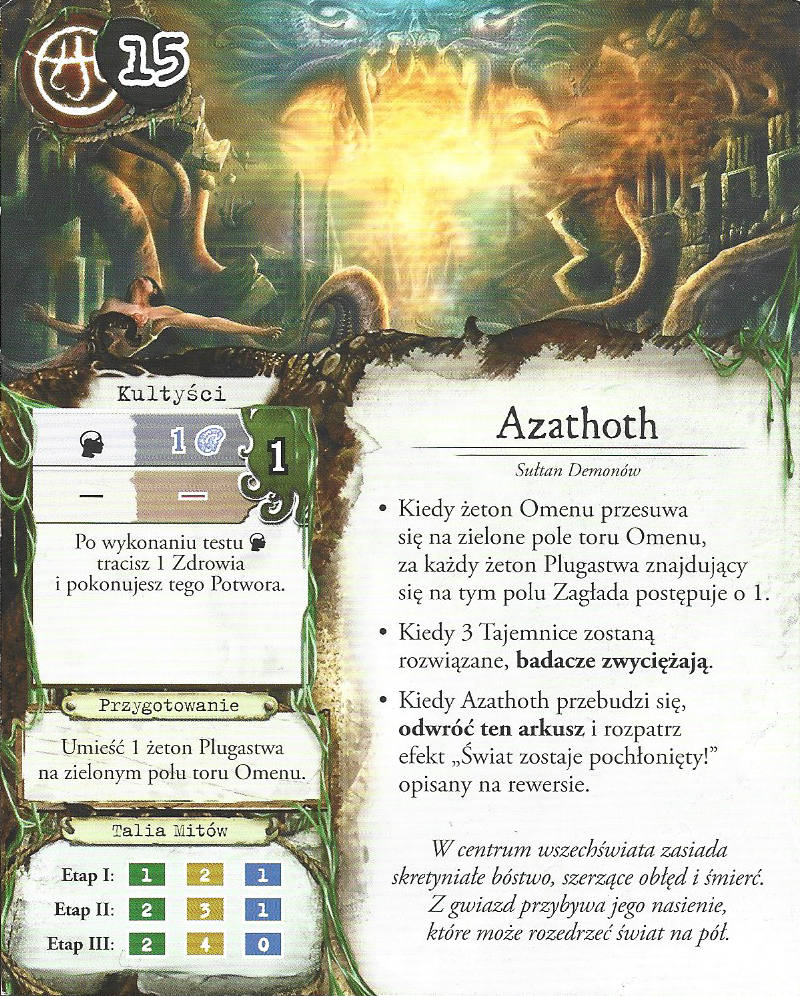 15
Kultyści
1
1
—
—
Po wykonaniu testu
tracisz 1 Zdrowia
i pokonujesz tego Potwora.
Przygotowanie
Umieść 1 żeton Plugastwa
na zielonym polu toru Omenu.
Talia Mitów
Etap I: 1 2 1
Etap II: 2 3 1
Etap III: 2 4 0
Azathoth
Sułtan Demonów
• Kiedy żeton Omenu przesuwa
się na zielone pole toru Omenu,
za każdy żeton Plugastwa znajdujący
się na tym polu Zagłada postępuje o 1.
• Kiedy 3 Tajemnice zostaną
rozwiązane, badacze zwyciężają.
• Kiedy Azathoth przebudzi się,
odwróć ten arkusz i rozpatrz
efekt „Świat zostaje pochłonięty!”
opisany na rewersie.
W centrum wszechświata zasiada
skretyniałe bóstwo, szerzące obłęd i śmierć.
Z gwiazd przybywa jego nasienie,
które może rozedrzeć świat na pół.